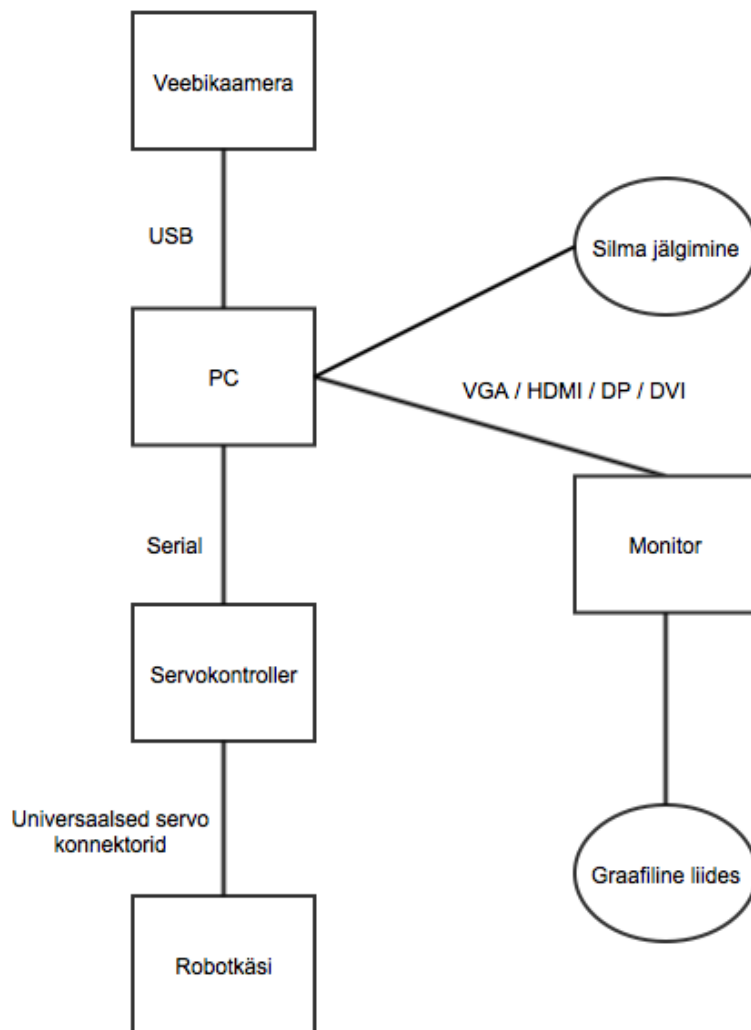 Veebikaamera
USB
Silma jälgimine
PC
VGA / HDMI / DP / DVI
Serial
Monitor
Servokontroller
Universaalsed servo
konnektorid
Graafiline liides
Robotkäsi